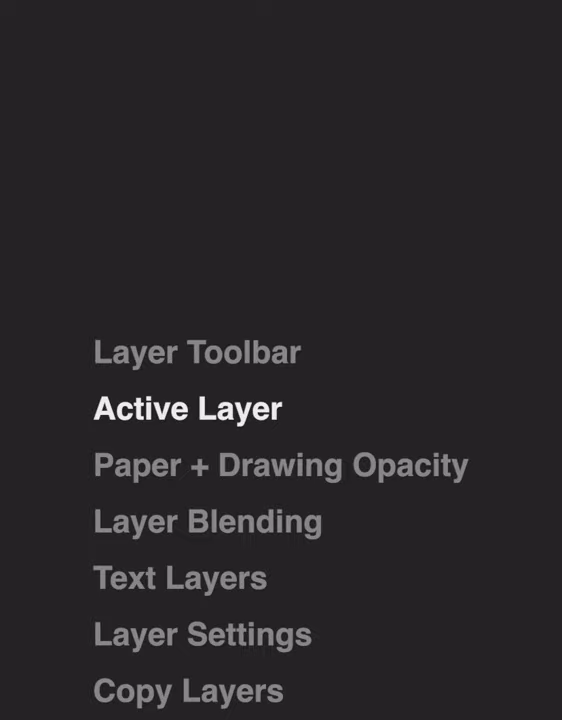 Layer Toolbar
Active Layer
Paper + Drawing Opacity
Layer Blending
Text Layers
Layer Settings
Copy Layers